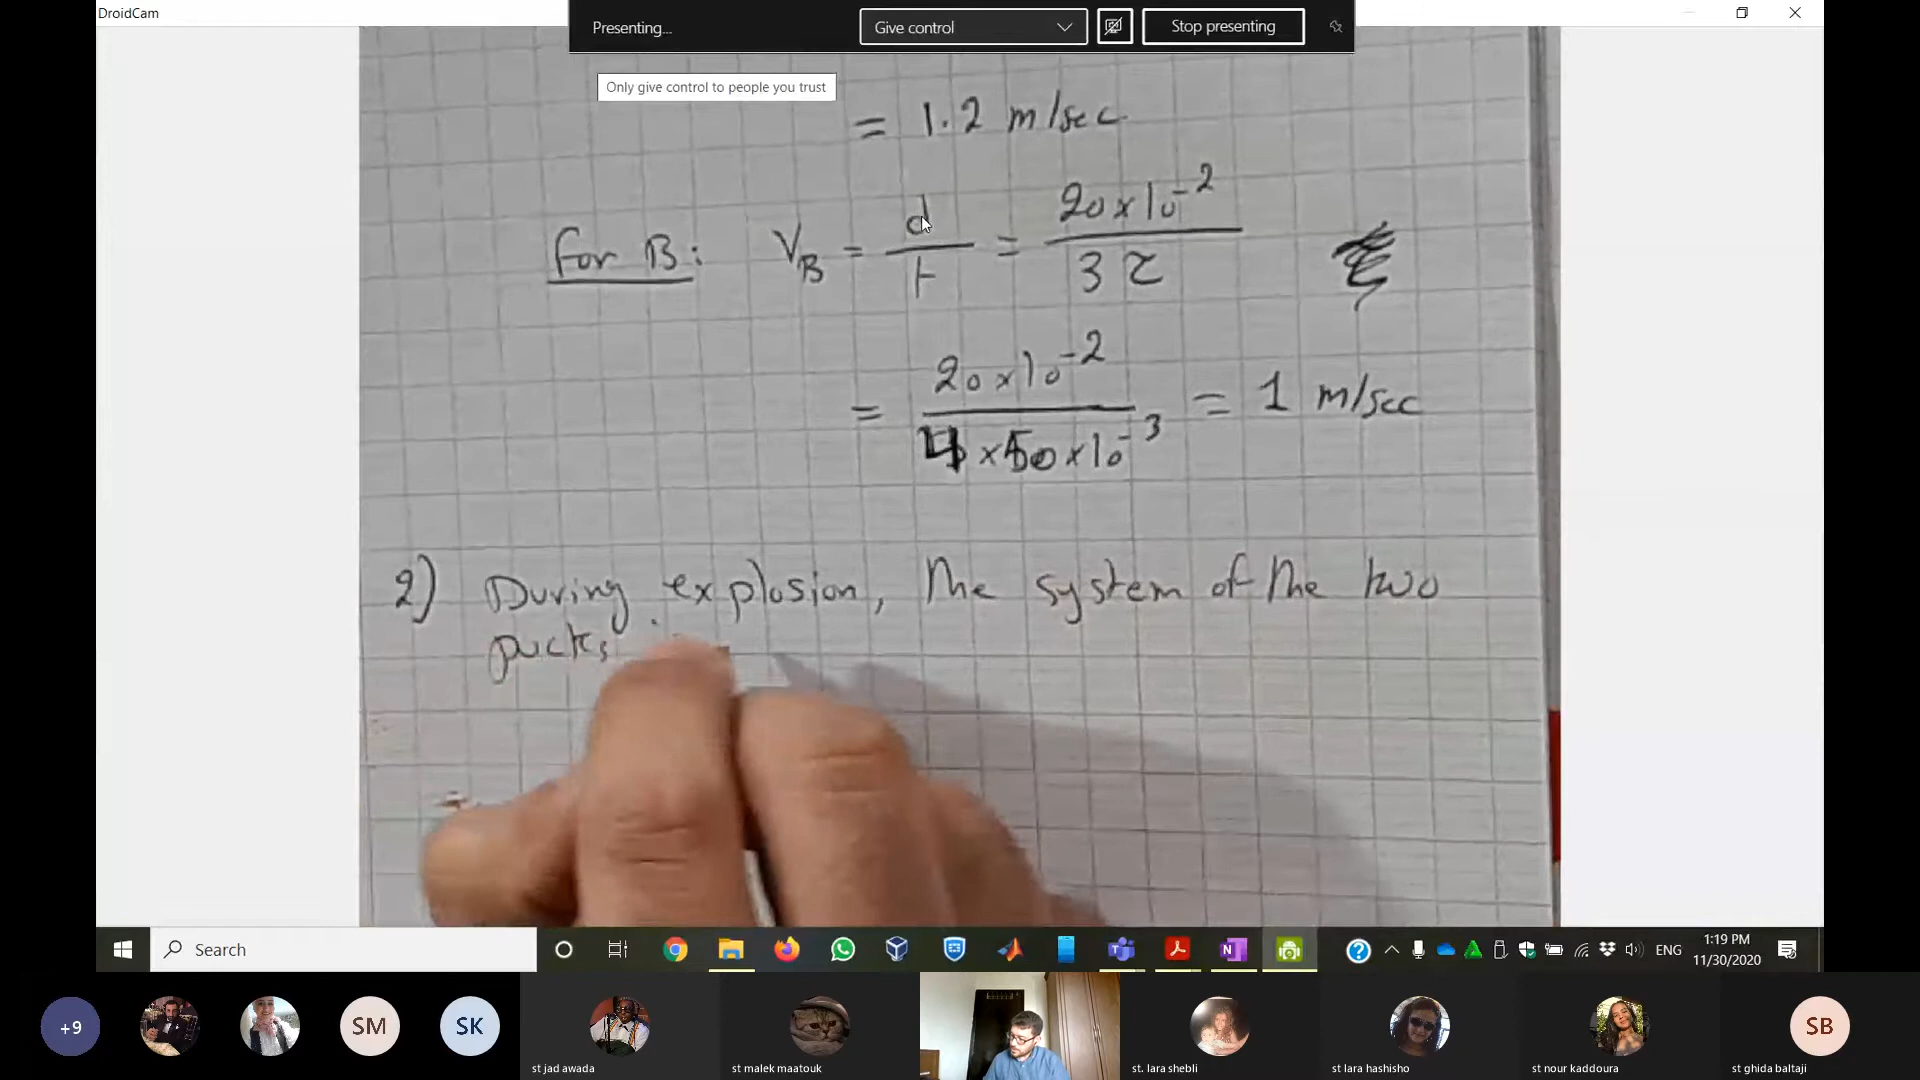 DroidCam
Presenting...
Give control
Stop presenting
Only give control to people you trust
= 1.2 m/sec
for B: V_B = d/t = 20×10^-2 / 3τ
= 20×10^-2 / 4×50×10^-3 = 1 m/sec
2) During explosion, the system of the two
pucks
Search
ENG
1:19 PM
11/30/2020
+9
SM
SK
SB
st jad awada
st malek maatouk
st. lara shebli
st lara hashisho
st nour kaddoura
st ghida baltaji